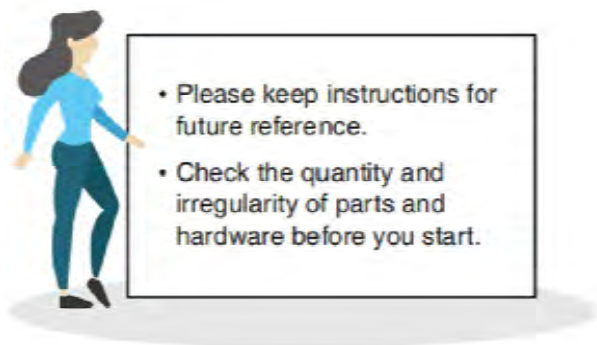 • Please keep instructions for
future reference.
• Check the quantity and
irregularity of parts and
hardware before you start.